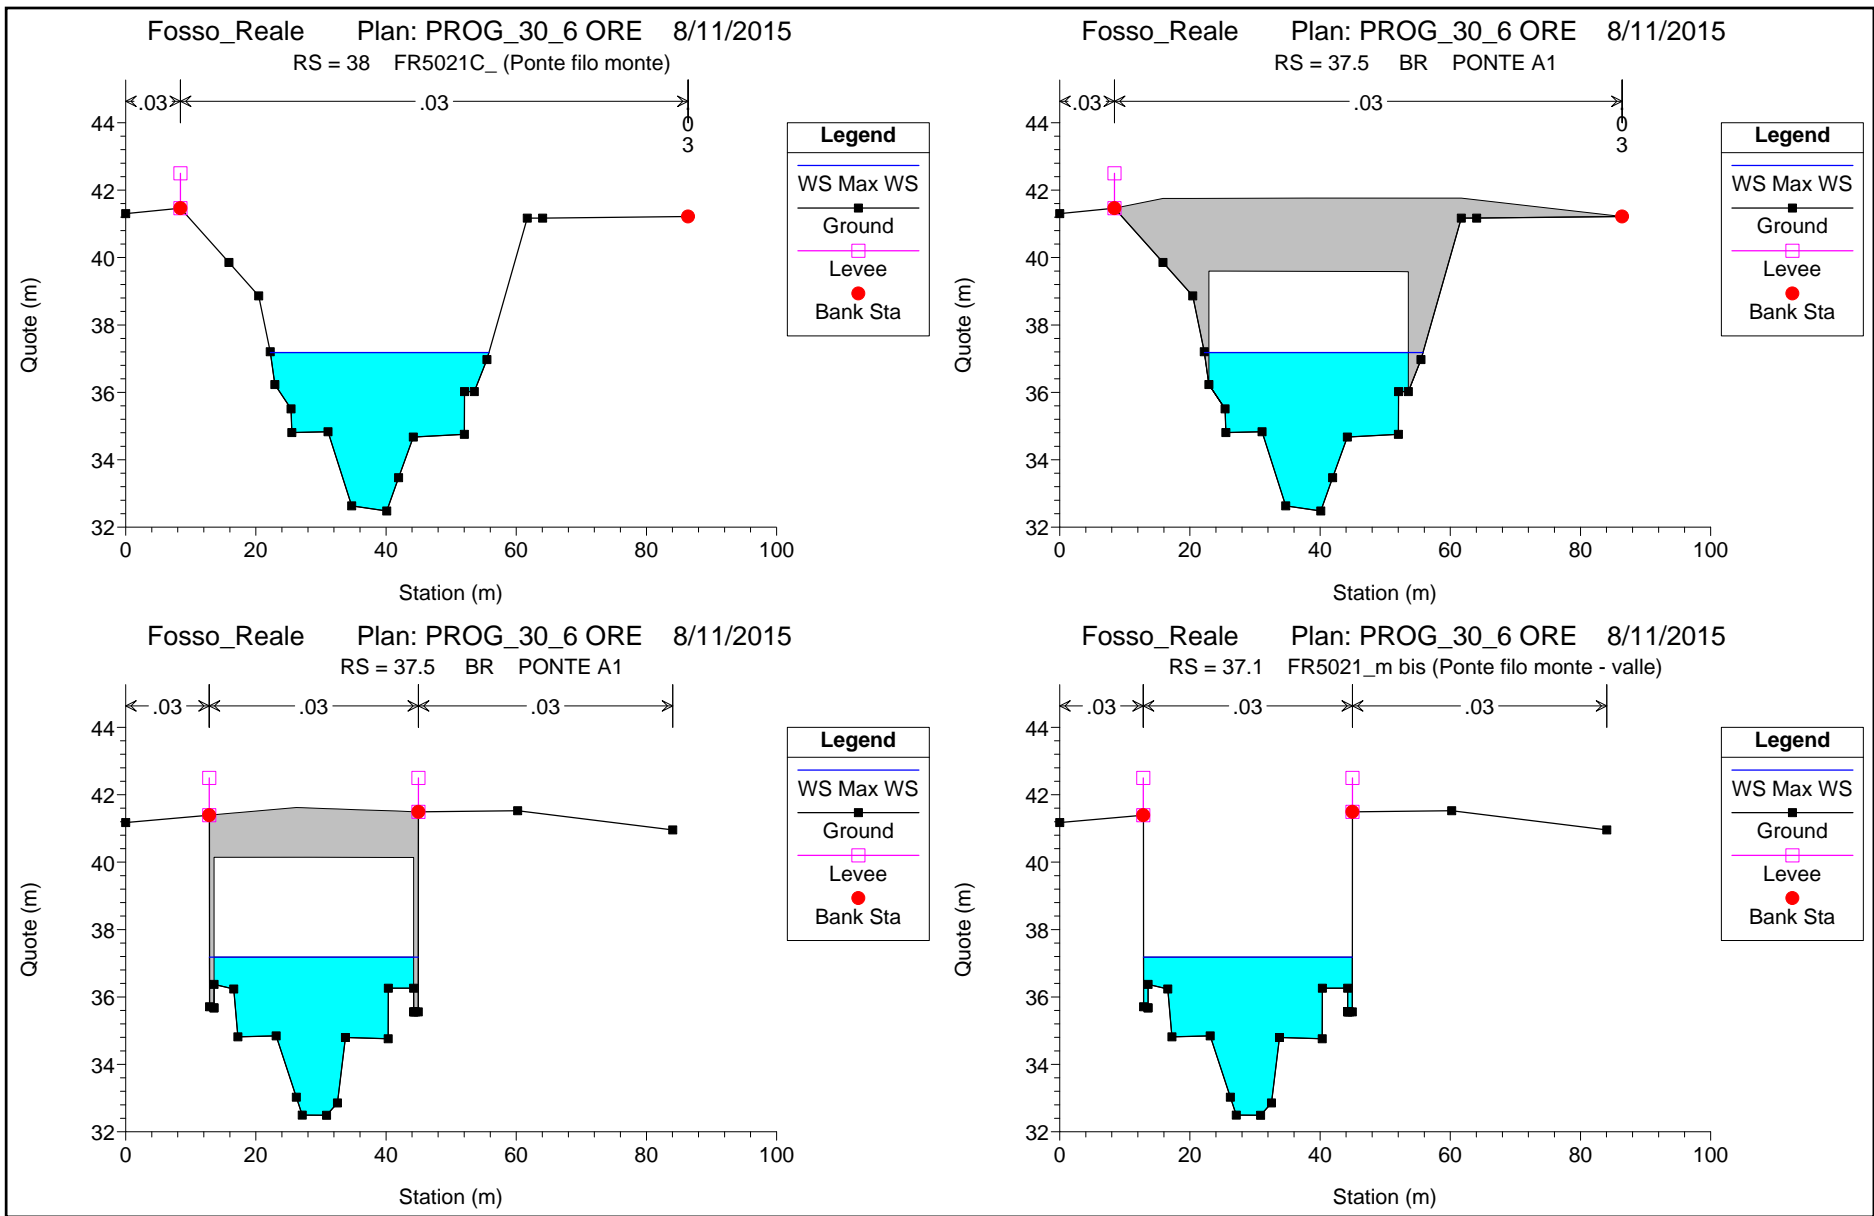 Fosso_Reale Plan: PROG_30_6 ORE 8/11/2015
RS = 38 FR5021C_ (Ponte filo monte)
.03
.03
.03
44
42
40
38
36
34
32
0
20
40
60
80
100
Quote (m)
Station (m)
Legend
WS Max WS
Ground
Levee
Bank Sta
Fosso_Reale Plan: PROG_30_6 ORE 8/11/2015
RS = 37.5 BR PONTE A1
.03
.03
.03
44
42
40
38
36
34
32
0
20
40
60
80
100
Quote (m)
Station (m)
Legend
WS Max WS
Ground
Levee
Bank Sta
Fosso_Reale Plan: PROG_30_6 ORE 8/11/2015
RS = 37.5 BR PONTE A1
.03
.03
.03
44
42
40
38
36
34
32
0
20
40
60
80
100
Quote (m)
Station (m)
Legend
WS Max WS
Ground
Levee
Bank Sta
Fosso_Reale Plan: PROG_30_6 ORE 8/11/2015
RS = 37.1 FR5021_m bis (Ponte filo monte - valle)
.03
.03
.03
44
42
40
38
36
34
32
0
20
40
60
80
100
Quote (m)
Station (m)
Legend
WS Max WS
Ground
Levee
Bank Sta